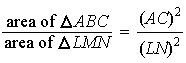 area of ΔABC / area of ΔLMN = (AC)² / (LN)²